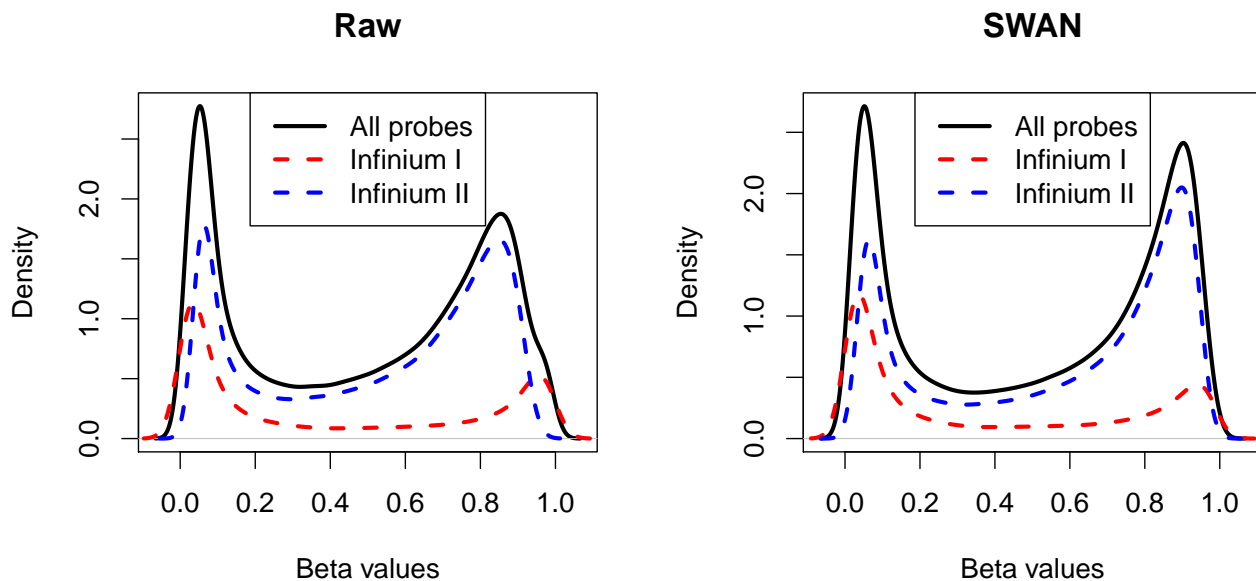 Raw
All probes
Infinium I
Infinium II
Density
0.0
1.0
2.0
0.0 0.2 0.4 0.6 0.8 1.0
Beta values
SWAN
All probes
Infinium I
Infinium II
Density
0.0
1.0
2.0
0.0 0.2 0.4 0.6 0.8 1.0
Beta values